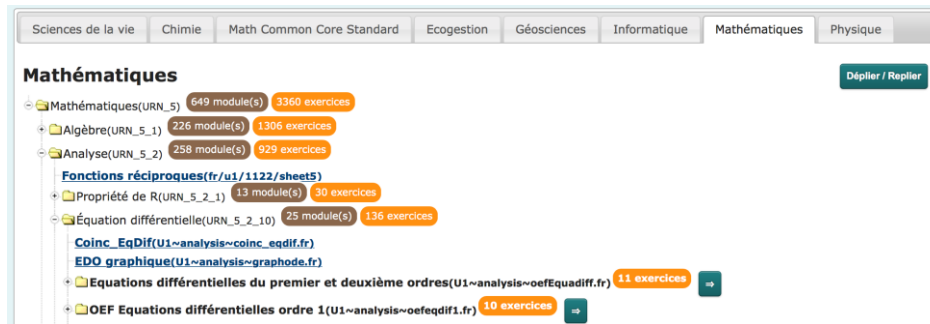 Sciences de la vie Chimie Math Common Core Standard Ecogestion Géosciences Informatique Mathématiques Physique
Mathématiques Déplier / Replier
Mathématiques(URN_5) 649 module(s) 3360 exercices
Algèbre(URN_5_1) 226 module(s) 1306 exercices
Analyse(URN_5_2) 258 module(s) 929 exercices
Fonctions réciproques(fr/u1/1122/sheet5)
Propriété de R(URN_5_2_1) 13 module(s) 30 exercices
Équation différentielle(URN_5_2_10) 25 module(s) 136 exercices
Coinc_EqDif(U1~analysis~coinc_eqdif.fr)
EDO graphique(U1~analysis~graphode.fr)
Equations différentielles du premier et deuxième ordres(U1~analysis~oefEquadiff.fr) 11 exercices ⇒
OEF Equations différentielles ordre 1(U1~analysis~oefeqdif1.fr) 10 exercices ⇒